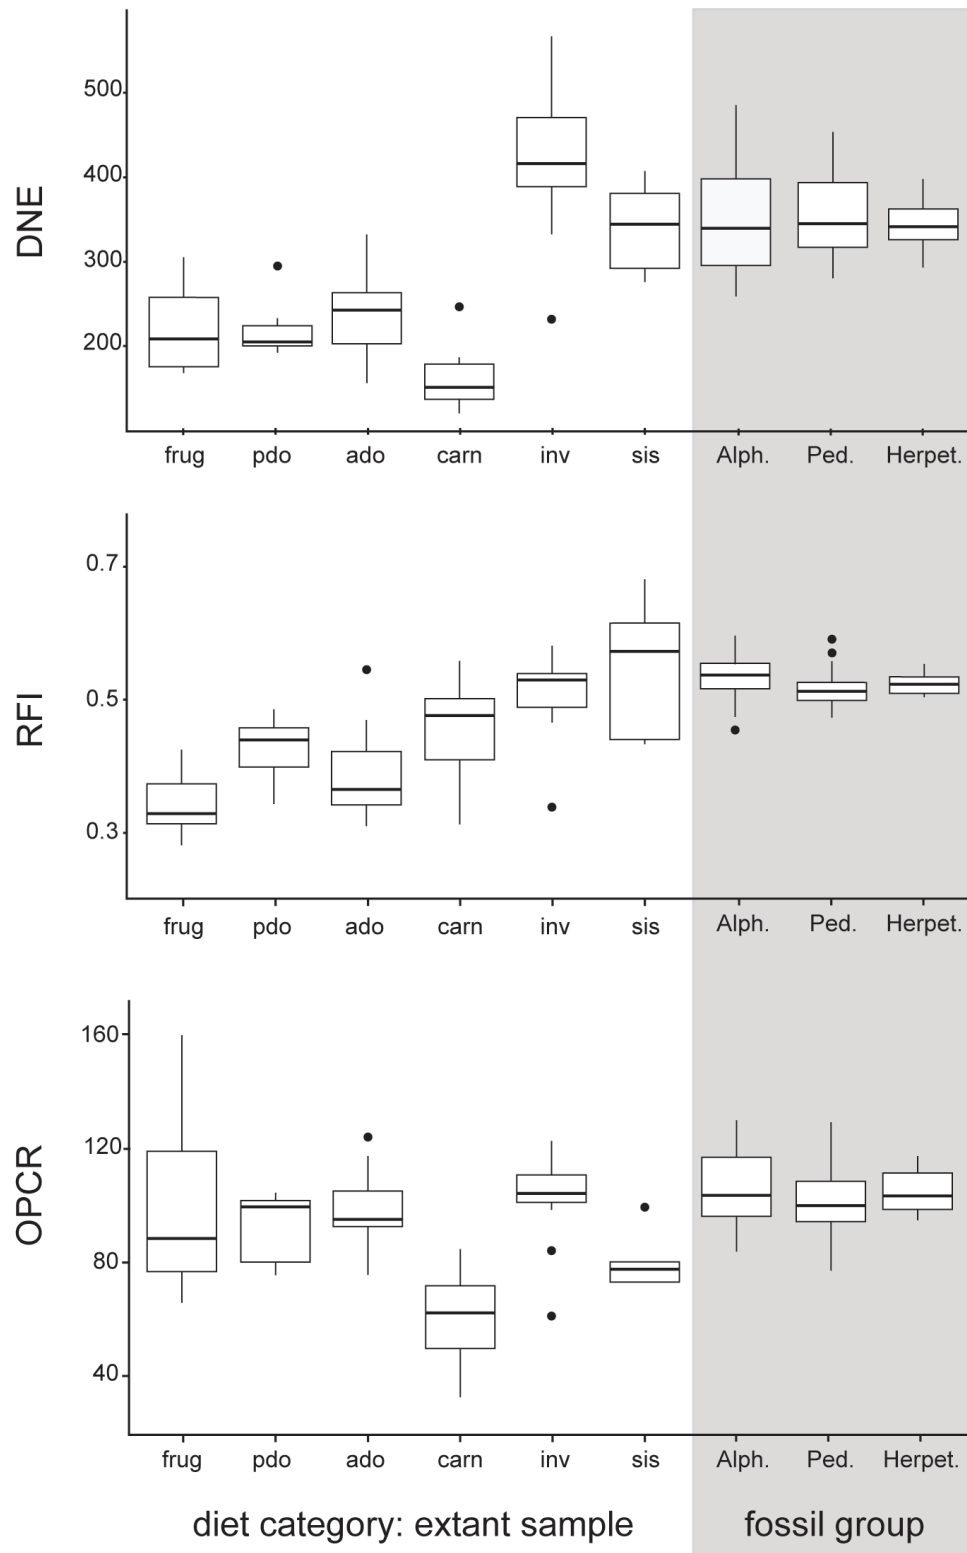 DNE
500
400
300
200
frug pdo ado carn inv sis Alph. Ped. Herpet.
RFI
0.7
0.5
0.3
frug pdo ado carn inv sis Alph. Ped. Herpet.
OPCR
160
120
80
40
frug pdo ado carn inv sis Alph. Ped. Herpet.
diet category: extant sample fossil group